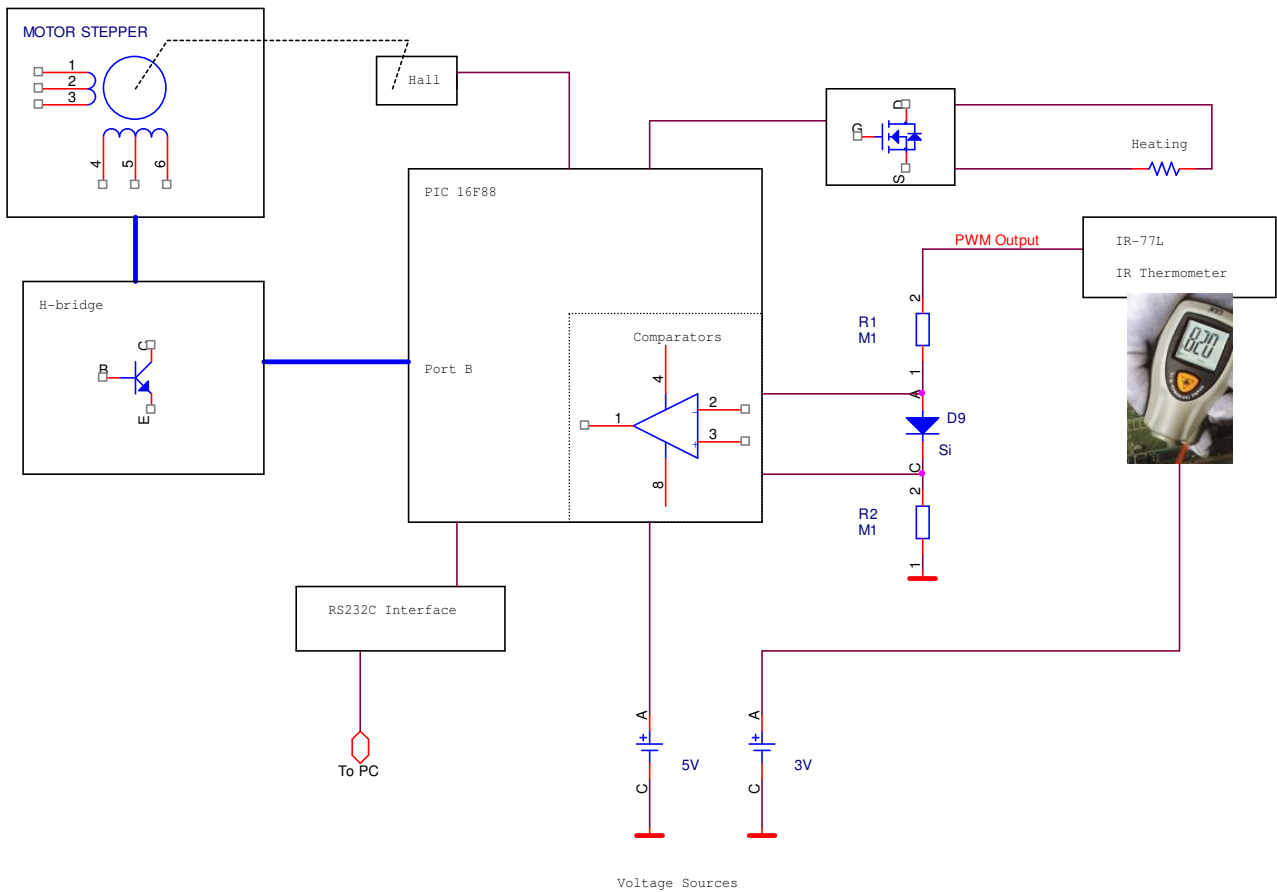 MOTOR STEPPER
1
2
3
4
5
6
Hall
D
G
S
Heating
PIC 16F88
IR-77L
IR Thermometer
PWM Output
H-bridge
C
B
E
Port B
Comparators
4
2
1
3
8
2
R1
M1
1
A
D9
Si
C
2
R2
M1
1
RS232C Interface
To PC
A
+
5V
C
A
+
3V
C
Voltage Sources